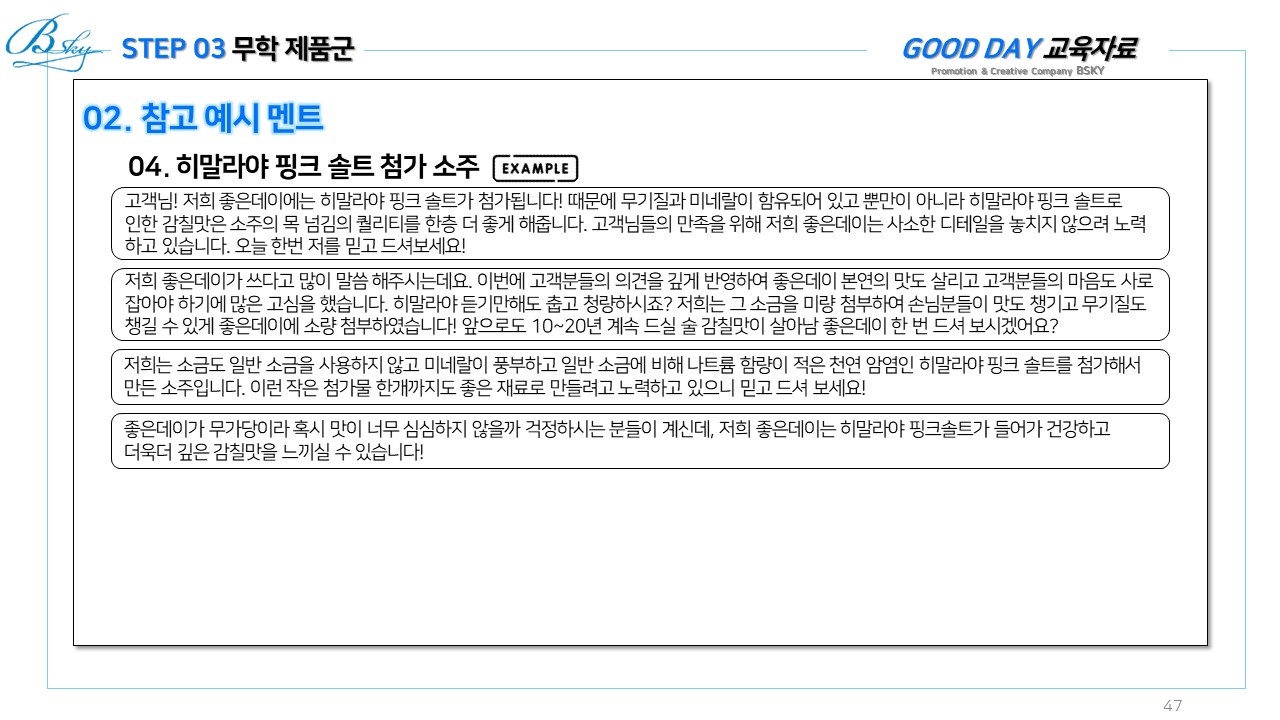 Bsky
STEP 03 무학 제품군
GOOD DAY 교육자료
Promotion & Creative Company BSKY
02. 참고 예시 멘트
04. 히말라야 핑크 솔트 첨가 소주 EXAMPLE
고객님! 저희 좋은데이에는 히말라야 핑크 솔트가 첨가됩니다! 때문에 무기질과 미네랄이 함유되어 있고 뿐만이 아니라 히말라야 핑크 솔트로
인한 감칠맛은 소주의 목 넘김의 퀄리티를 한층 더 좋게 해줍니다. 고객님들의 만족을 위해 저희 좋은데이는 사소한 디테일을 놓치지 않으려 노력
하고 있습니다. 오늘 한번 저를 믿고 드셔보세요!
저희 좋은데이가 쓰다고 많이 말씀 해주시는데요. 이번에 고객분들의 의견을 깊게 반영하여 좋은데이 본연의 맛도 살리고 고객분들의 마음도 사로
잡아야 하기에 많은 고심을 했습니다. 히말라야 듣기만해도 춥고 청량하시죠? 저희는 그 소금을 미량 첨부하여 손님분들이 맛도 챙기고 무기질도
챙길 수 있게 좋은데이에 소량 첨부하였습니다! 앞으로도 10~20년 계속 드실 술 감칠맛이 살아남 좋은데이 한 번 드셔 보시겠어요?
저희는 소금도 일반 소금을 사용하지 않고 미네랄이 풍부하고 일반 소금에 비해 나트륨 함량이 적은 천연 암염인 히말라야 핑크 솔트를 첨가해서
만든 소주입니다. 이런 작은 첨가물 한개까지도 좋은 재료로 만들려고 노력하고 있으니 믿고 드셔 보세요!
좋은데이가 무가당이라 혹시 맛이 너무 심심하지 않을까 걱정하시는 분들이 계신데, 저희 좋은데이는 히말라야 핑크솔트가 들어가 건강하고
더욱더 깊은 감칠맛을 느끼실 수 있습니다!
47